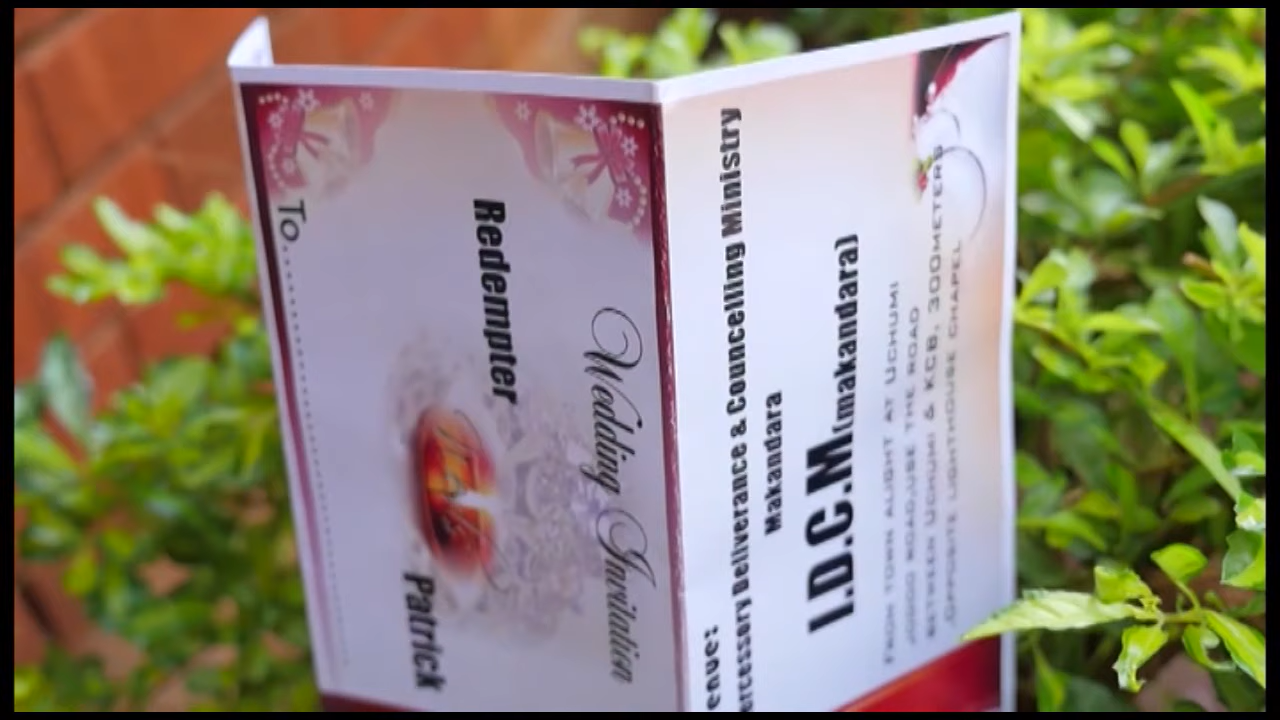 Wedding Invitation
Redempter
Patrick
To
enue:
ercessory Deliverance & Councelling Ministry
Makandara
I.D.C.M(makandara)
FROM TOWN ALIGHT AT UCHUMI
JOGOO ROAD,USE THE ROAD
BETWEEN UCHUMI & KCB, 300METERS
OPPOSITE LIGHTHOUSE CHAPEL